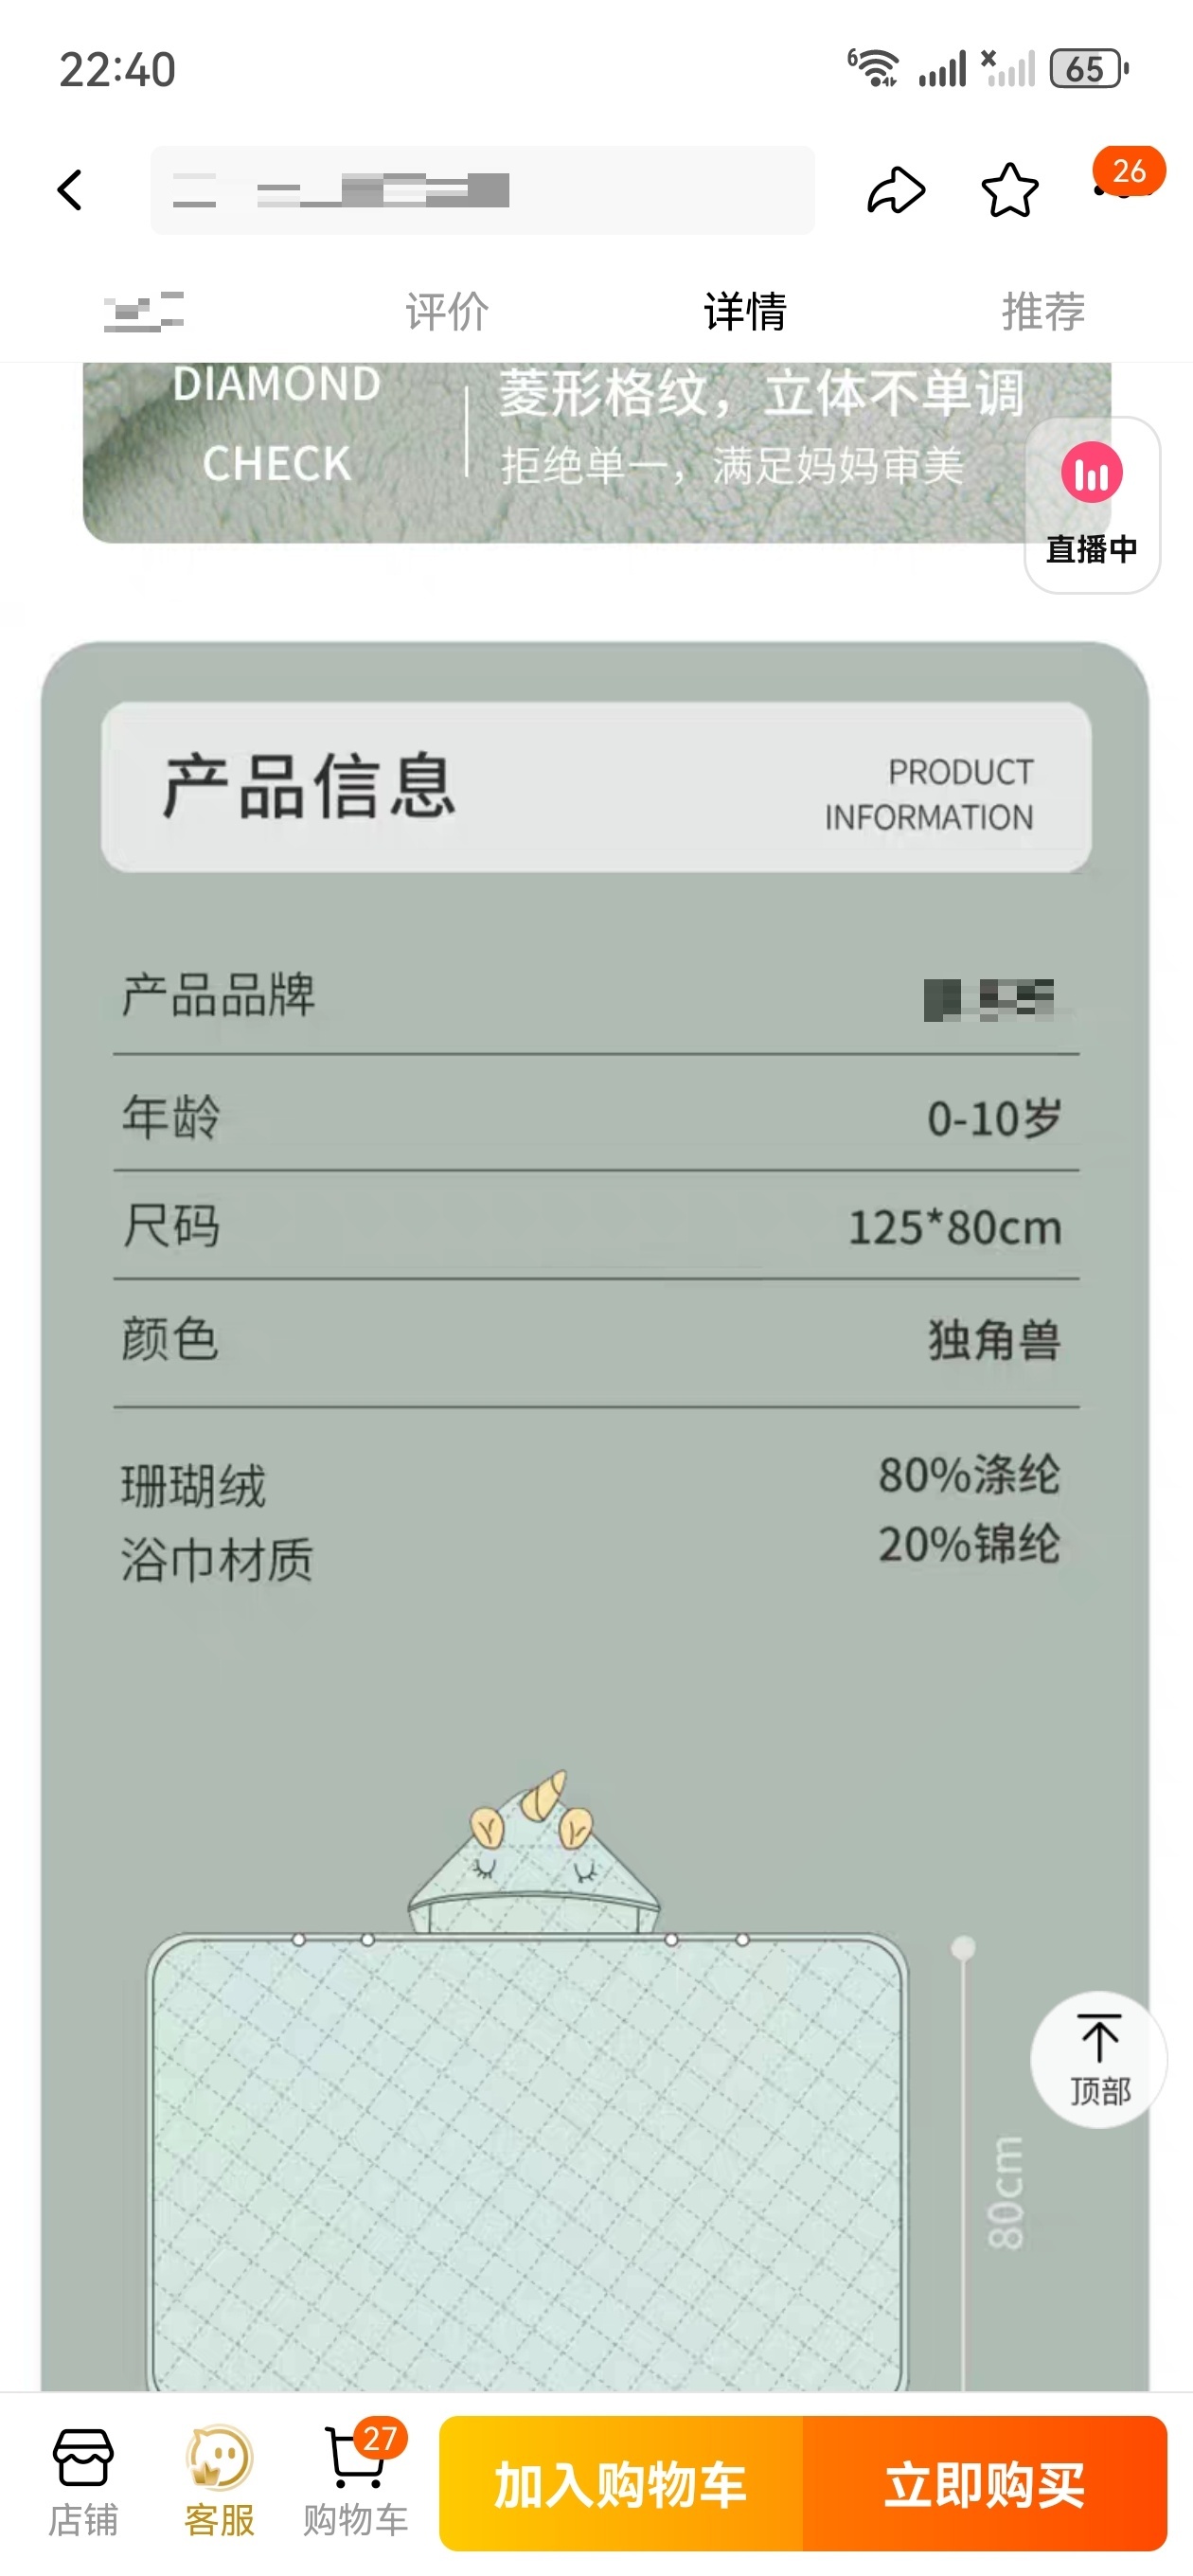 22:40
6
65
26
评价
详情
推荐
DIAMOND
CHECK
菱形格纹，立体不单调
拒绝单一，满足妈妈审美
直播中
产品信息
PRODUCT
INFORMATION
产品品牌
年龄
0-10岁
尺码
125*80cm
颜色
独角兽
珊瑚绒
浴巾材质
80%涤纶
20%锦纶
顶部
80cm
店铺
客服
27
购物车
加入购物车
立即购买